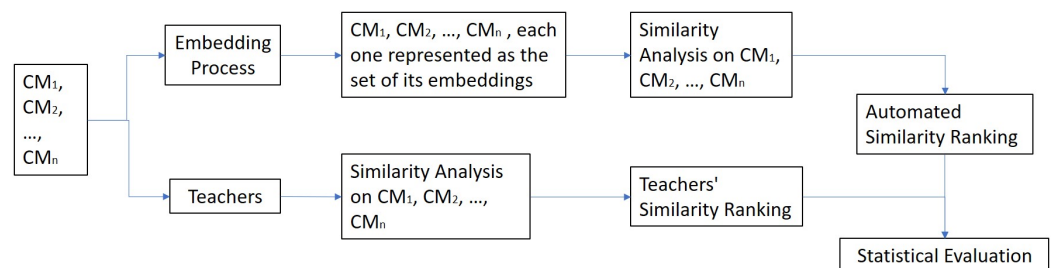 CM₁,
CM₂,
...,
CMₙ
Embedding
Process
CM₁, CM₂, ..., CMₙ , each
one represented as the
set of its embeddings
Similarity
Analysis on CM₁,
CM₂, ..., CMₙ
Automated
Similarity Ranking
Teachers
Similarity Analysis
on CM₁, CM₂, ...,
CMₙ
Teachers'
Similarity Ranking
Statistical Evaluation